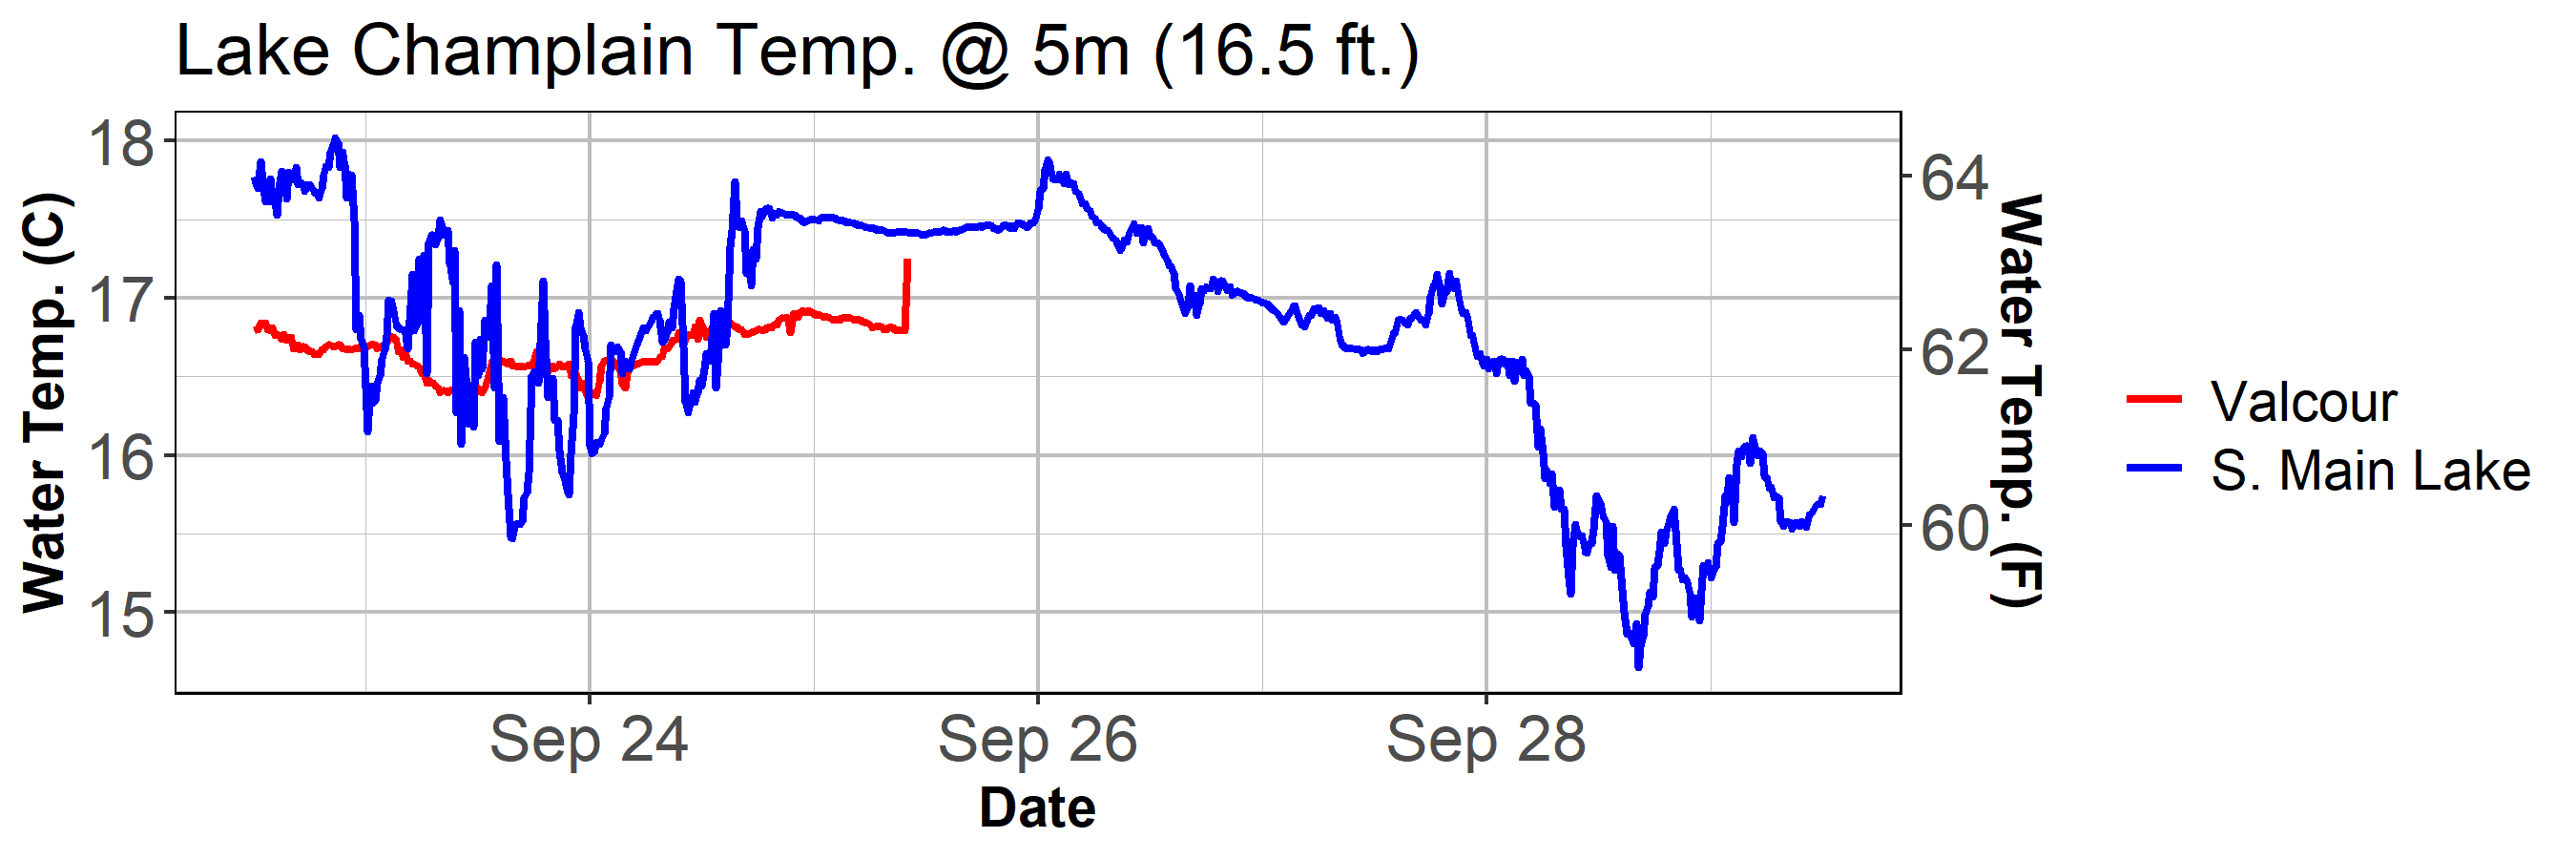 Lake Champlain Temp. @ 5m (16.5 ft.)
Water Temp. (C)
18
17
16
15
64
62
60
Water Temp. (F)
Sep 24
Sep 26
Sep 28
Date
Valcour
S. Main Lake